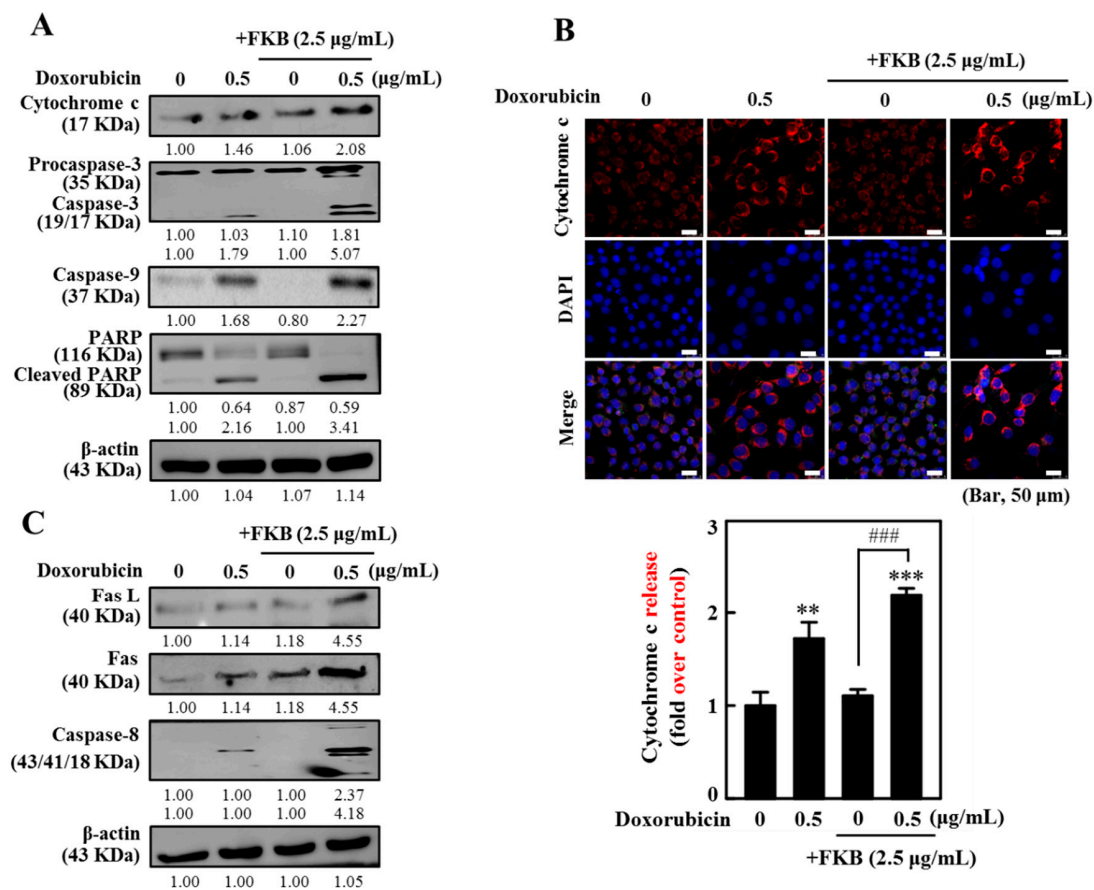 A
+FKB (2.5 μg/mL)
Doxorubicin 0 0.5 0 0.5 (μg/mL)
Cytochrome c
(17 KDa)
1.00 1.46 1.06 2.08
Procaspase-3
(35 KDa)
Caspase-3
(19/17 KDa)
1.00 1.03 1.10 1.81
1.00 1.79 1.00 5.07
Caspase-9
(37 KDa)
1.00 1.68 0.80 2.27
PARP
(116 KDa)
Cleaved PARP
(89 KDa)
1.00 0.64 0.87 0.59
1.00 2.16 1.00 3.41
β-actin
(43 KDa)
1.00 1.04 1.07 1.14
B
+FKB (2.5 μg/mL)
Doxorubicin 0 0.5 0 0.5 (μg/mL)
Cytochrome c
DAPI
Merge
(Bar, 50 μm)
Cytochrome c release
(fold over control)
3
2
1
0
**
###
***
Doxorubicin 0 0.5 0 0.5 (μg/mL)
+FKB (2.5 μg/mL)
C
+FKB (2.5 μg/mL)
Doxorubicin 0 0.5 0 0.5 (μg/mL)
Fas L
(40 KDa)
1.00 1.14 1.18 4.55
Fas
(40 KDa)
1.00 1.14 1.18 4.55
Caspase-8
(43/41/18 KDa)
1.00 1.00 1.00 2.37
1.00 1.00 1.00 4.18
β-actin
(43 KDa)
1.00 1.00 1.00 1.05